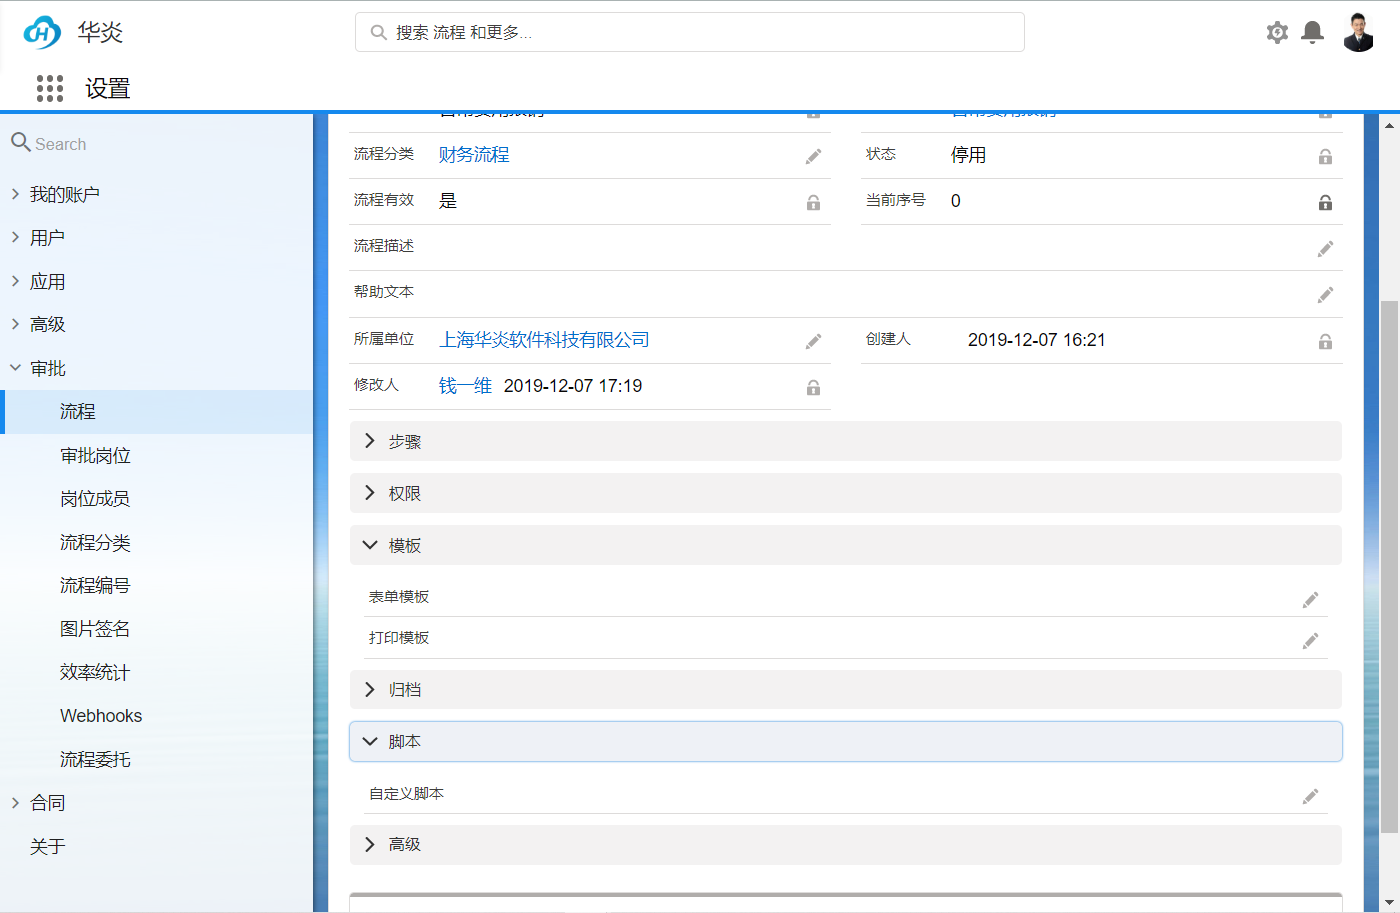 华炎
搜索 流程 和更多...
设置
Search
我的账户
用户
应用
高级
审批
流程
审批岗位
岗位成员
流程分类
流程编号
图片签名
效率统计
Webhooks
流程委托
合同
关于
流程分类 财务流程 状态 停用
流程有效 是 当前序号 0
流程描述
帮助文本
所属单位 上海华炎软件科技有限公司 创建人 2019-12-07 16:21
修改人 钱一维 2019-12-07 17:19
步骤
权限
模板
表单模板
打印模板
归档
脚本
自定义脚本
高级